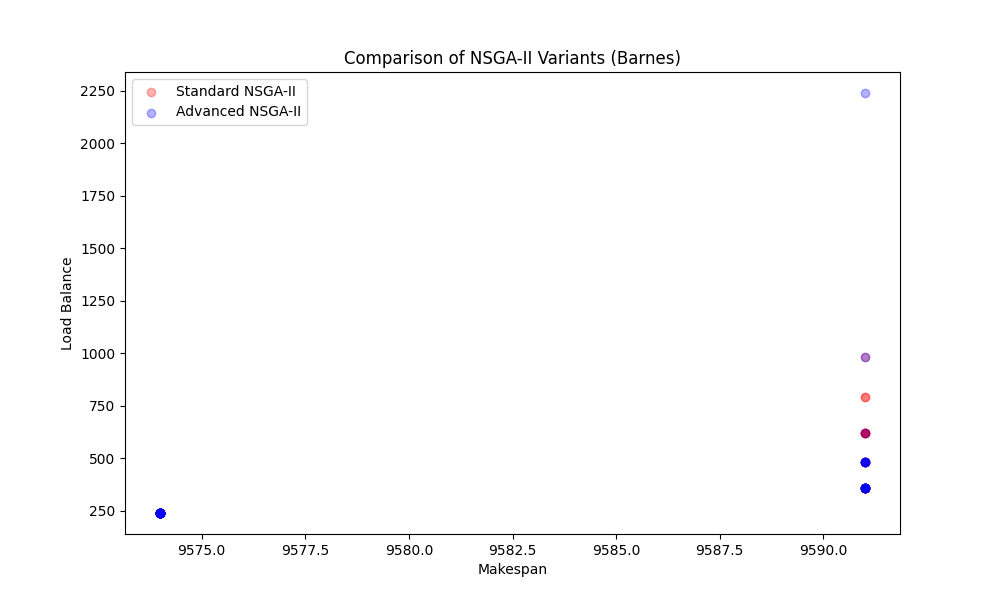 Comparison of NSGA-II Variants (Barnes)
Standard NSGA-II
Advanced NSGA-II
2250
2000
1750
1500
1250
1000
750
500
250
Load Balance
9575.0 9577.5 9580.0 9582.5 9585.0 9587.5 9590.0
Makespan